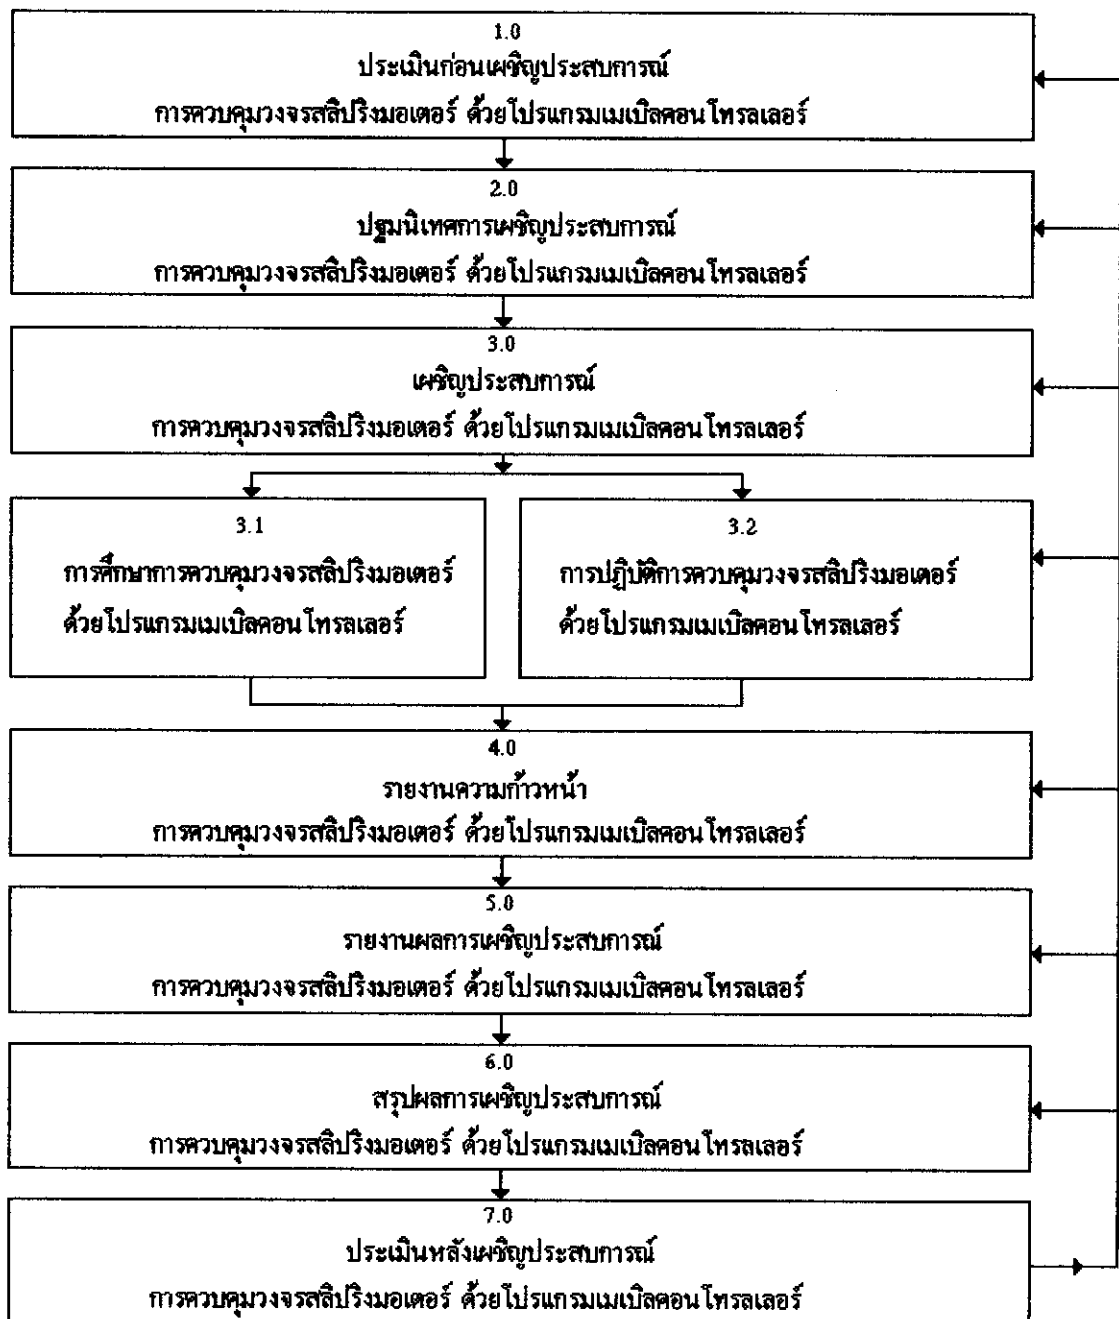 1.0
ประเมินก่อนเผชิญประสบการณ์
การควบคุมวงจรสลิปริงมอเตอร์ ด้วยโปรแกรมเมเบิลคอนโทรลเลอร์
2.0
ปฐมนิเทศการเผชิญประสบการณ์
การควบคุมวงจรสลิปริงมอเตอร์ ด้วยโปรแกรมเมเบิลคอนโทรลเลอร์
3.0
เผชิญประสบการณ์
การควบคุมวงจรสลิปริงมอเตอร์ ด้วยโปรแกรมเมเบิลคอนโทรลเลอร์
3.1
การศึกษาการควบคุมวงจรสลิปริงมอเตอร์
ด้วยโปรแกรมเมเบิลคอนโทรลเลอร์
3.2
การปฏิบัติการควบคุมวงจรสลิปริงมอเตอร์
ด้วยโปรแกรมเมเบิลคอนโทรลเลอร์
4.0
รายงานความก้าวหน้า
การควบคุมวงจรสลิปริงมอเตอร์ ด้วยโปรแกรมเมเบิลคอนโทรลเลอร์
5.0
รายงานผลการเผชิญประสบการณ์
การควบคุมวงจรสลิปริงมอเตอร์ ด้วยโปรแกรมเมเบิลคอนโทรลเลอร์
6.0
สรุปผลการเผชิญประสบการณ์
การควบคุมวงจรสลิปริงมอเตอร์ ด้วยโปรแกรมเมเบิลคอนโทรลเลอร์
7.0
ประเมินหลังเผชิญประสบการณ์
การควบคุมวงจรสลิปริงมอเตอร์ ด้วยโปรแกรมเมเบิลคอนโทรลเลอร์